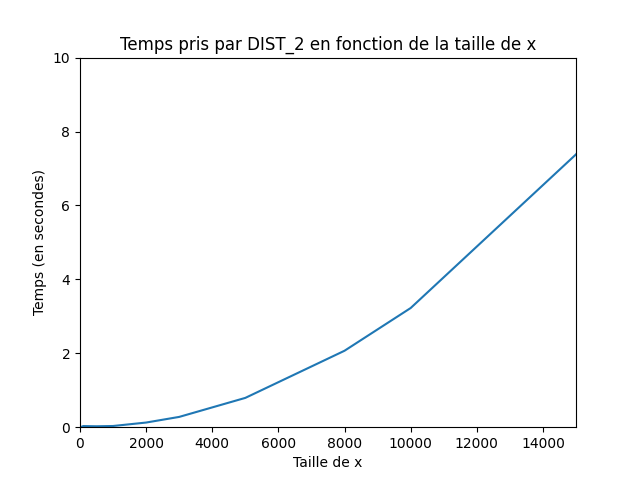 Temps pris par DIST_2 en fonction de la taille de x
10
8
6
4
2
0
Temps (en secondes)
0 2000 4000 6000 8000 10000 12000 14000
Taille de x